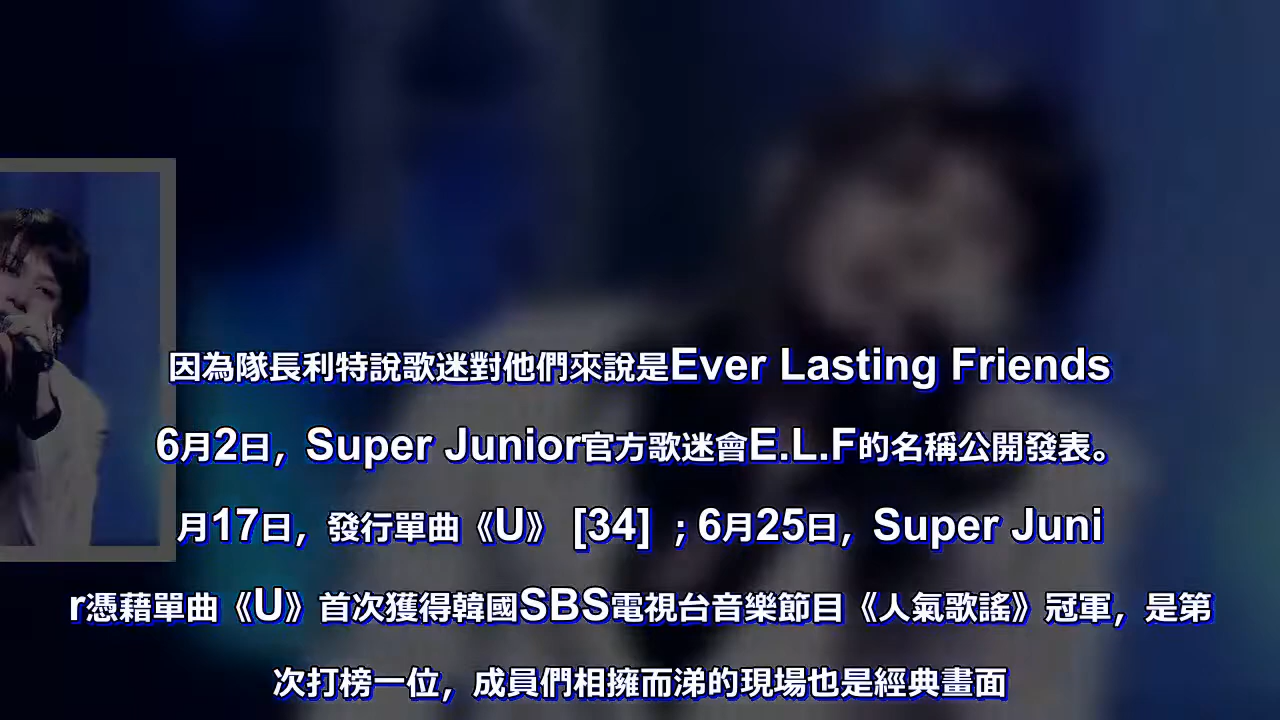 因為隊長利特說歌迷對他們來說是Ever Lasting Friends
6月2日，Super Junior官方歌迷會E.L.F的名稱公開發表。
月17日，發行單曲《U》 [34] ；6月25日，Super Juni
r憑藉單曲《U》首次獲得韓國SBS電視台音樂節目《人氣歌謠》冠軍，是第
次打榜一位，成員們相擁而涕的現場也是經典畫面